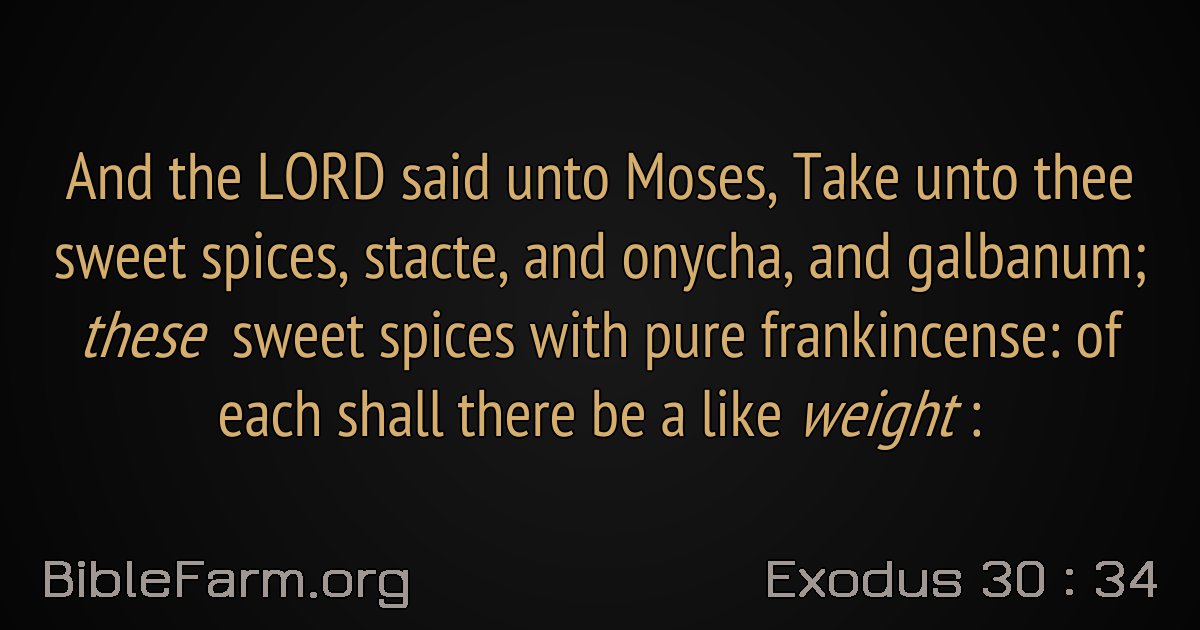 And the LORD said unto Moses, Take unto thee
sweet spices, stacte, and onycha, and galbanum;
these sweet spices with pure frankincense: of
each shall there be a like weight :
BibleFarm.org
Exodus 30 : 34